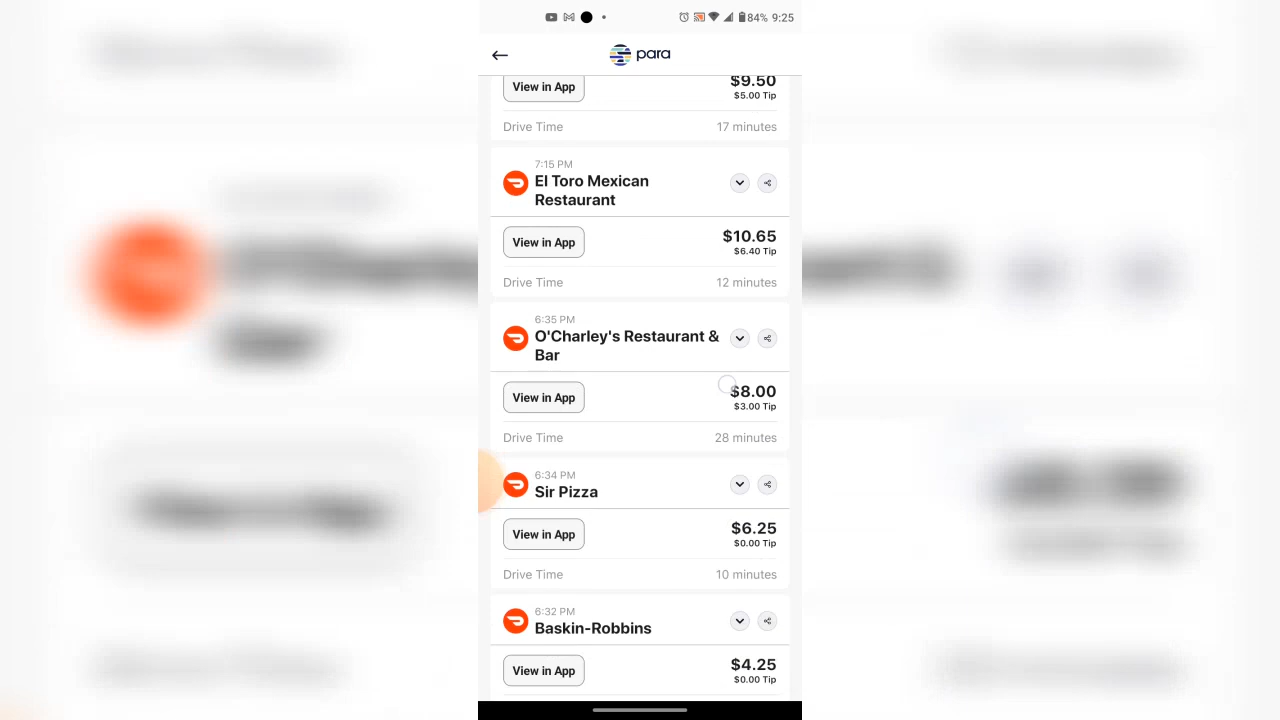 84% 9:25
para
View in App
$9.50
$5.00 Tip
Drive Time
17 minutes
7:15 PM
El Toro Mexican
Restaurant
View in App
$10.65
$6.40 Tip
Drive Time
12 minutes
6:35 PM
O'Charley's Restaurant &
Bar
View in App
$8.00
$3.00 Tip
Drive Time
28 minutes
6:34 PM
Sir Pizza
View in App
$6.25
$0.00 Tip
Drive Time
10 minutes
6:32 PM
Baskin-Robbins
View in App
$4.25
$0.00 Tip